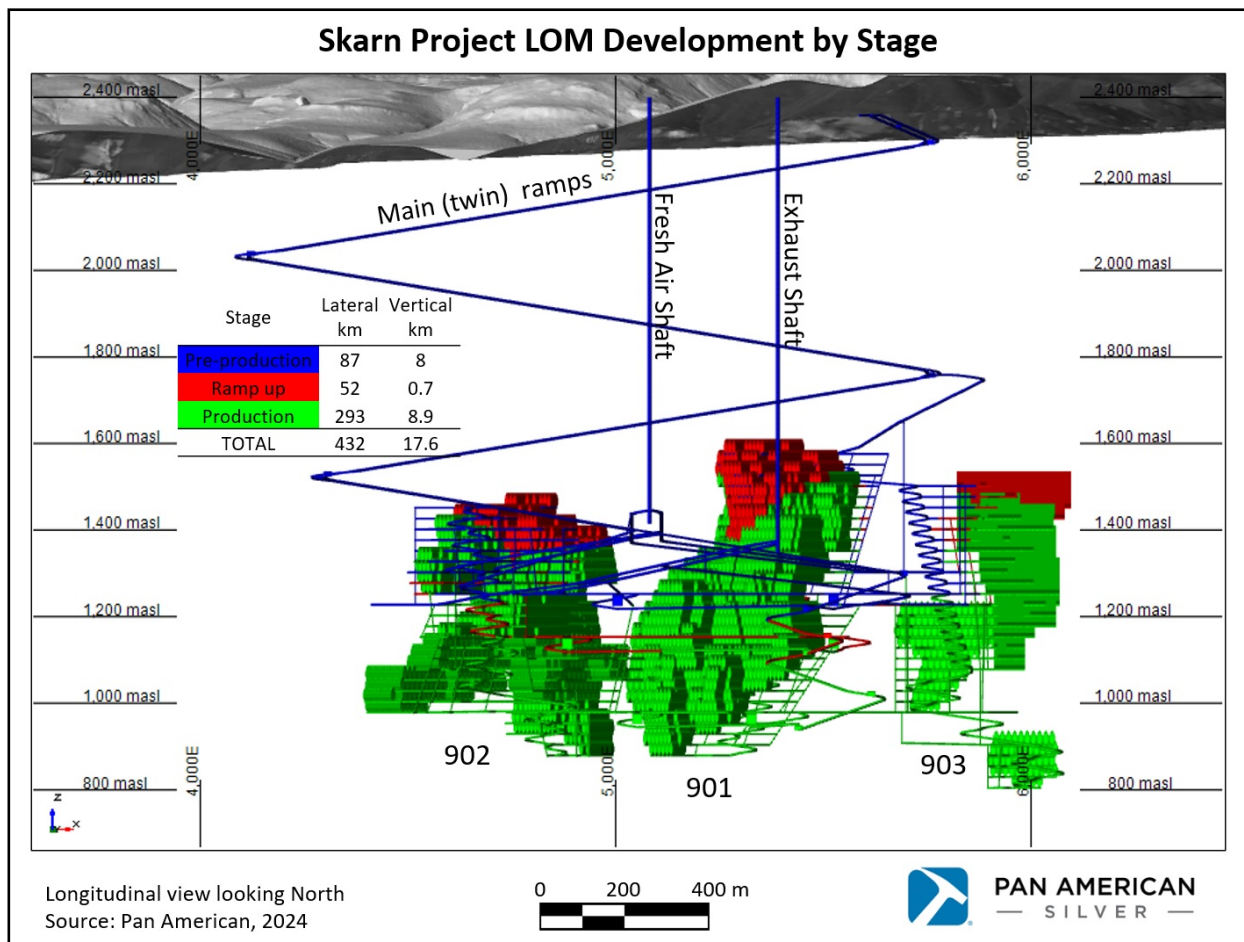 Skarn Project LOM Development by Stage
2,400 masl
2,400 masl
4,000E
5,000E
6,000E
2,200 masl
2,200 masl
Main (twin) ramps
Fresh Air Shaft
Exhaust Shaft
2,000 masl
2,000 masl
Stage Lateral km Vertical km
1,800 masl
1,800 masl
Pre-production 87 8
Ramp up 52 0.7
Production 293 8.9
TOTAL 432 17.6
1,600 masl
1,600 masl
1,400 masl
1,400 masl
1,200 masl
1,200 masl
1,000 masl
1,000 masl
902
901
903
4,000E
5,000E
6,000E
800 masl
800 masl
Z
Y X
Longitudinal view looking North
Source: Pan American, 2024
0 200 400 m
PAN AMERICAN
— SILVER —